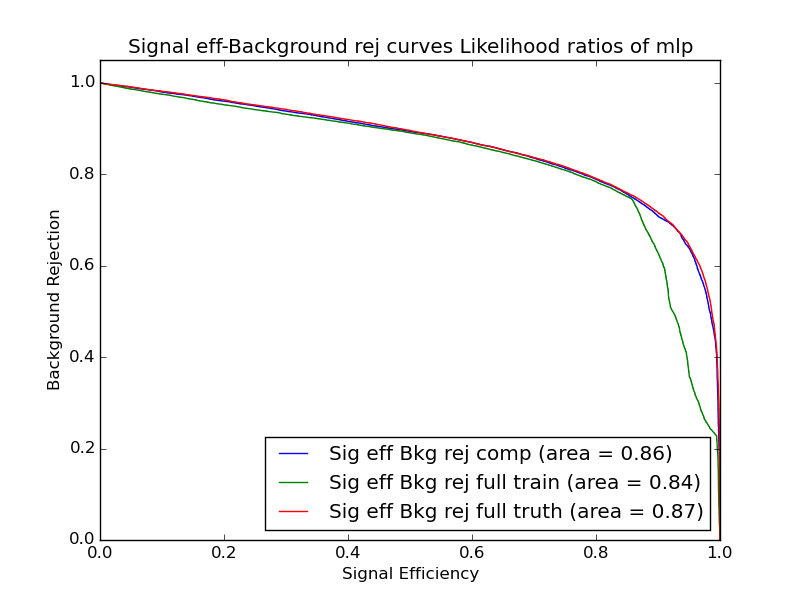 Signal eff-Background rej curves Likelihood ratios of mlp
1.0
0.8
0.6
0.4
0.2
0.0
Background Rejection
Sig eff Bkg rej comp (area = 0.86)
Sig eff Bkg rej full train (area = 0.84)
Sig eff Bkg rej full truth (area = 0.87)
0.0 0.2 0.4 0.6 0.8 1.0
Signal Efficiency